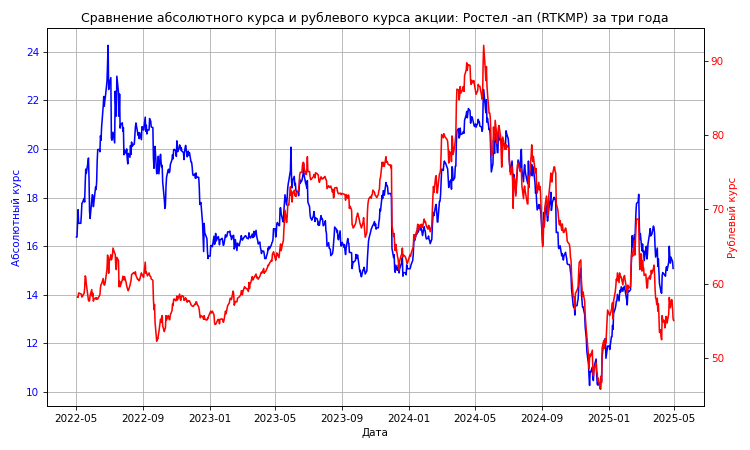 Сравнение абсолютного курса и рублевого курса акции: Ростел -ап (RTKMP) за три года
24
22
20
18
16
14
12
10
Абсолютный курс
90
80
70
60
50
Рублевый курс
2022-05 2022-09 2023-01 2023-05 2023-09 2024-01 2024-05 2024-09 2025-01 2025-05
Дата